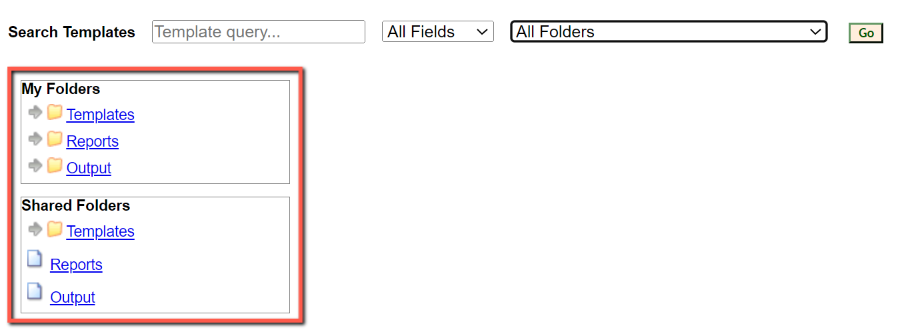 Search Templates Template query... All Fields All Folders Go
My Folders
Templates
Reports
Output
Shared Folders
Templates
Reports
Output